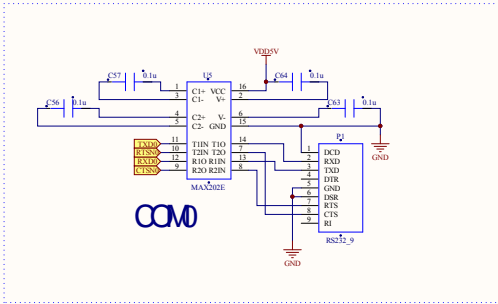 VDD5V
C57 0.1u U5 C64 0.1u
1 C1+ VCC 16
3 C1- V+ 2
C56 0.1u C63 0.1u
4 C2+ V- 6
5 C2- GND 15
TXD0 11 T1IN T1O 14
RTSN0 10 T2IN T2O 7
RXD0 12 R1O R1IN 13
CTSN0 9 R2O R2IN 8
MAX202E
GND
P1
1 DCD
2 RXD
3 TXD
4 DTR
5 GND
6 DSR
7 RTS
8 CTS
9 RI
RS232_9
GND
COM0